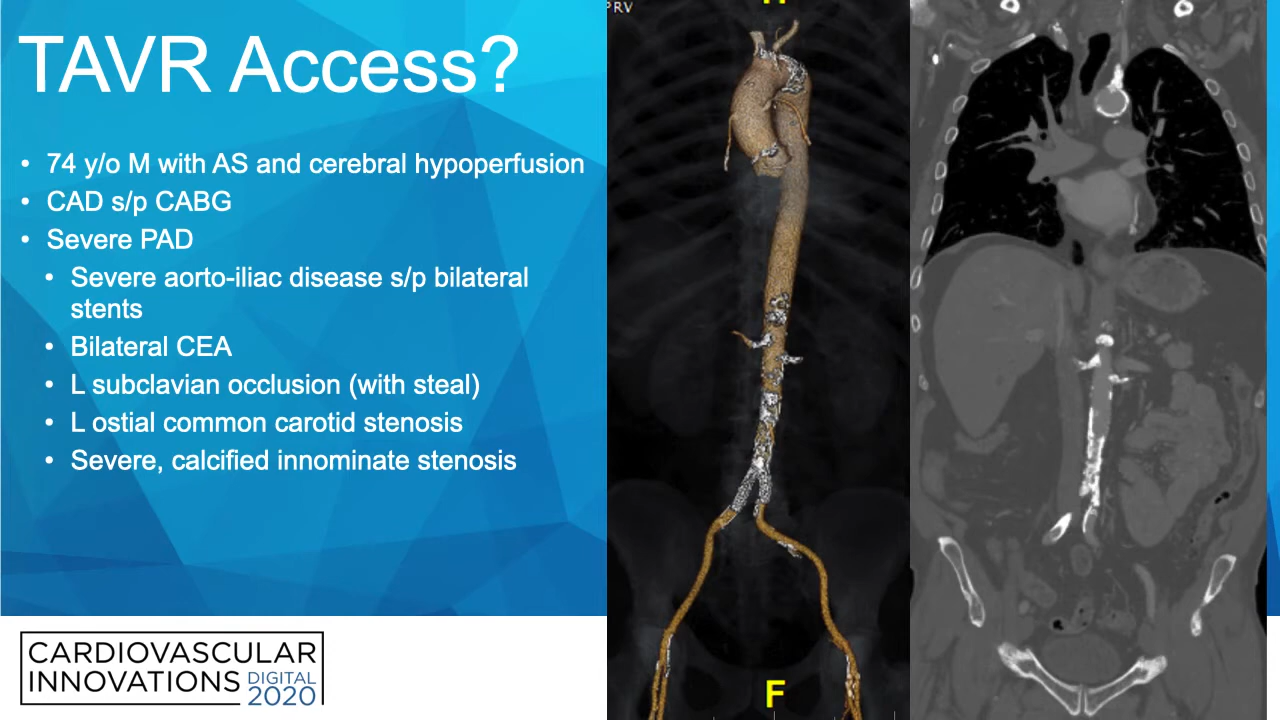 TAVR Access?
• 74 y/o M with AS and cerebral hypoperfusion
• CAD s/p CABG
• Severe PAD
• Severe aorto-iliac disease s/p bilateral
stents
• Bilateral CEA
• L subclavian occlusion (with steal)
• L ostial common carotid stenosis
• Severe, calcified innominate stenosis
CARDIOVASCULAR
INNOVATIONS DIGITAL
2020
PRV
F